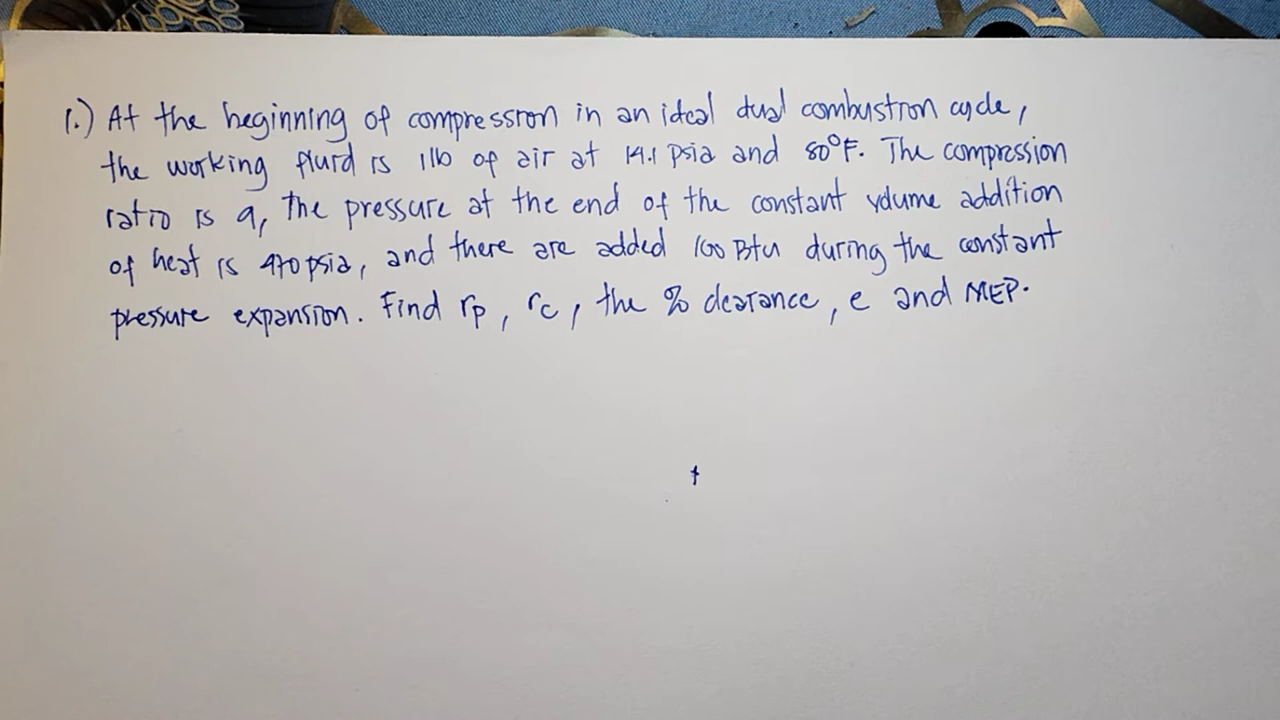 1.) At the beginning of compression in an ideal dual combustion cycle,
the working fluid is 1lb of air at 14.1 psia and 80°F. The compression
ratio is 9, the pressure at the end of the constant volume addition
of heat is 470 psia, and there are added 100 Btu during the constant
pressure expansion. Find rp, rc, the % clearance, e and MEP.